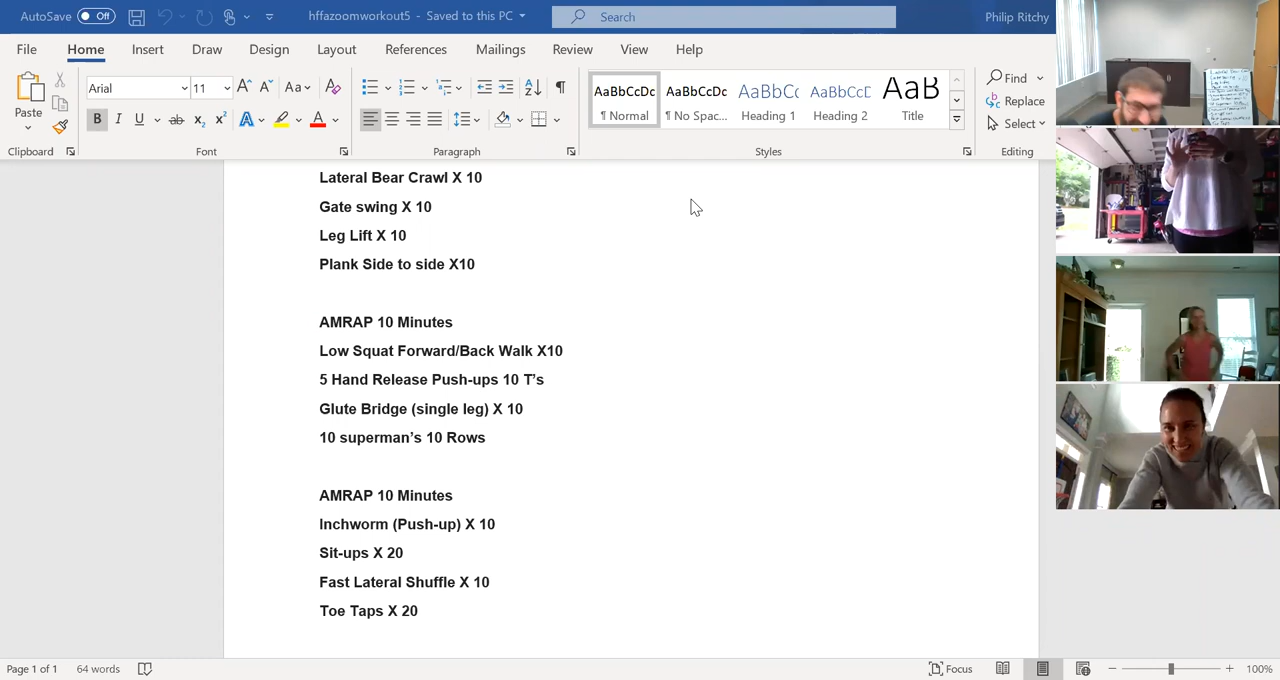 AutoSave Off hffazoomworkout5 - Saved to this PC Search Philip Ritchy
File Home Insert Draw Design Layout References Mailings Review View Help
Paste
Arial 11
AaBbCcDc AaBbCcDc AaBbCc AaBbCcD AaB
¶ Normal ¶ No Spac... Heading 1 Heading 2 Title
Find
Replace
Select
Clipboard Font Paragraph Styles Editing
Lateral Bear Crawl X 10
Gate swing X 10
Leg Lift X 10
Plank Side to side X10
AMRAP 10 Minutes
Low Squat Forward/Back Walk X10
5 Hand Release Push-ups 10 T’s
Glute Bridge (single leg) X 10
10 superman’s 10 Rows
AMRAP 10 Minutes
Inchworm (Push-up) X 10
Sit-ups X 20
Fast Lateral Shuffle X 10
Toe Taps X 20
Page 1 of 1 64 words Focus 100%